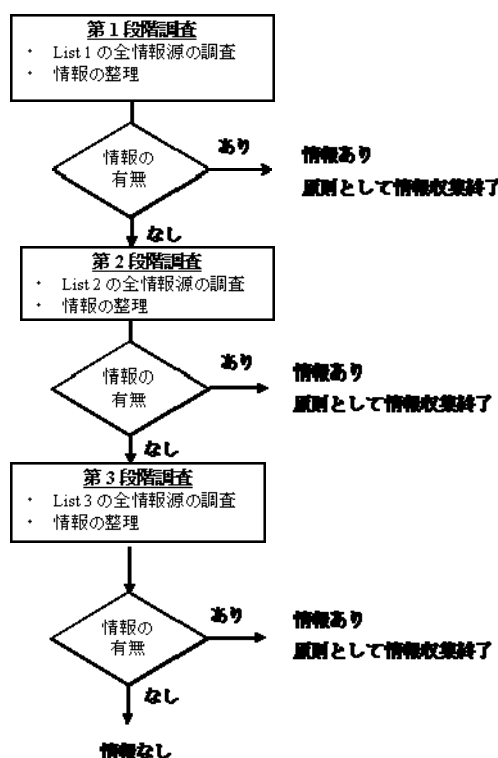 第1段階調査
・ List 1 の全情報源の調査
・ 情報の整理
情報の
有無
あり
情報あり
原則として情報収集終了
なし
第2段階調査
・ List 2 の全情報源の調査
・ 情報の整理
情報の
有無
あり
情報あり
原則として情報収集終了
なし
第3段階調査
・ List 3 の全情報源の調査
・ 情報の整理
情報の
有無
あり
情報あり
原則として情報収集終了
なし
情報なし